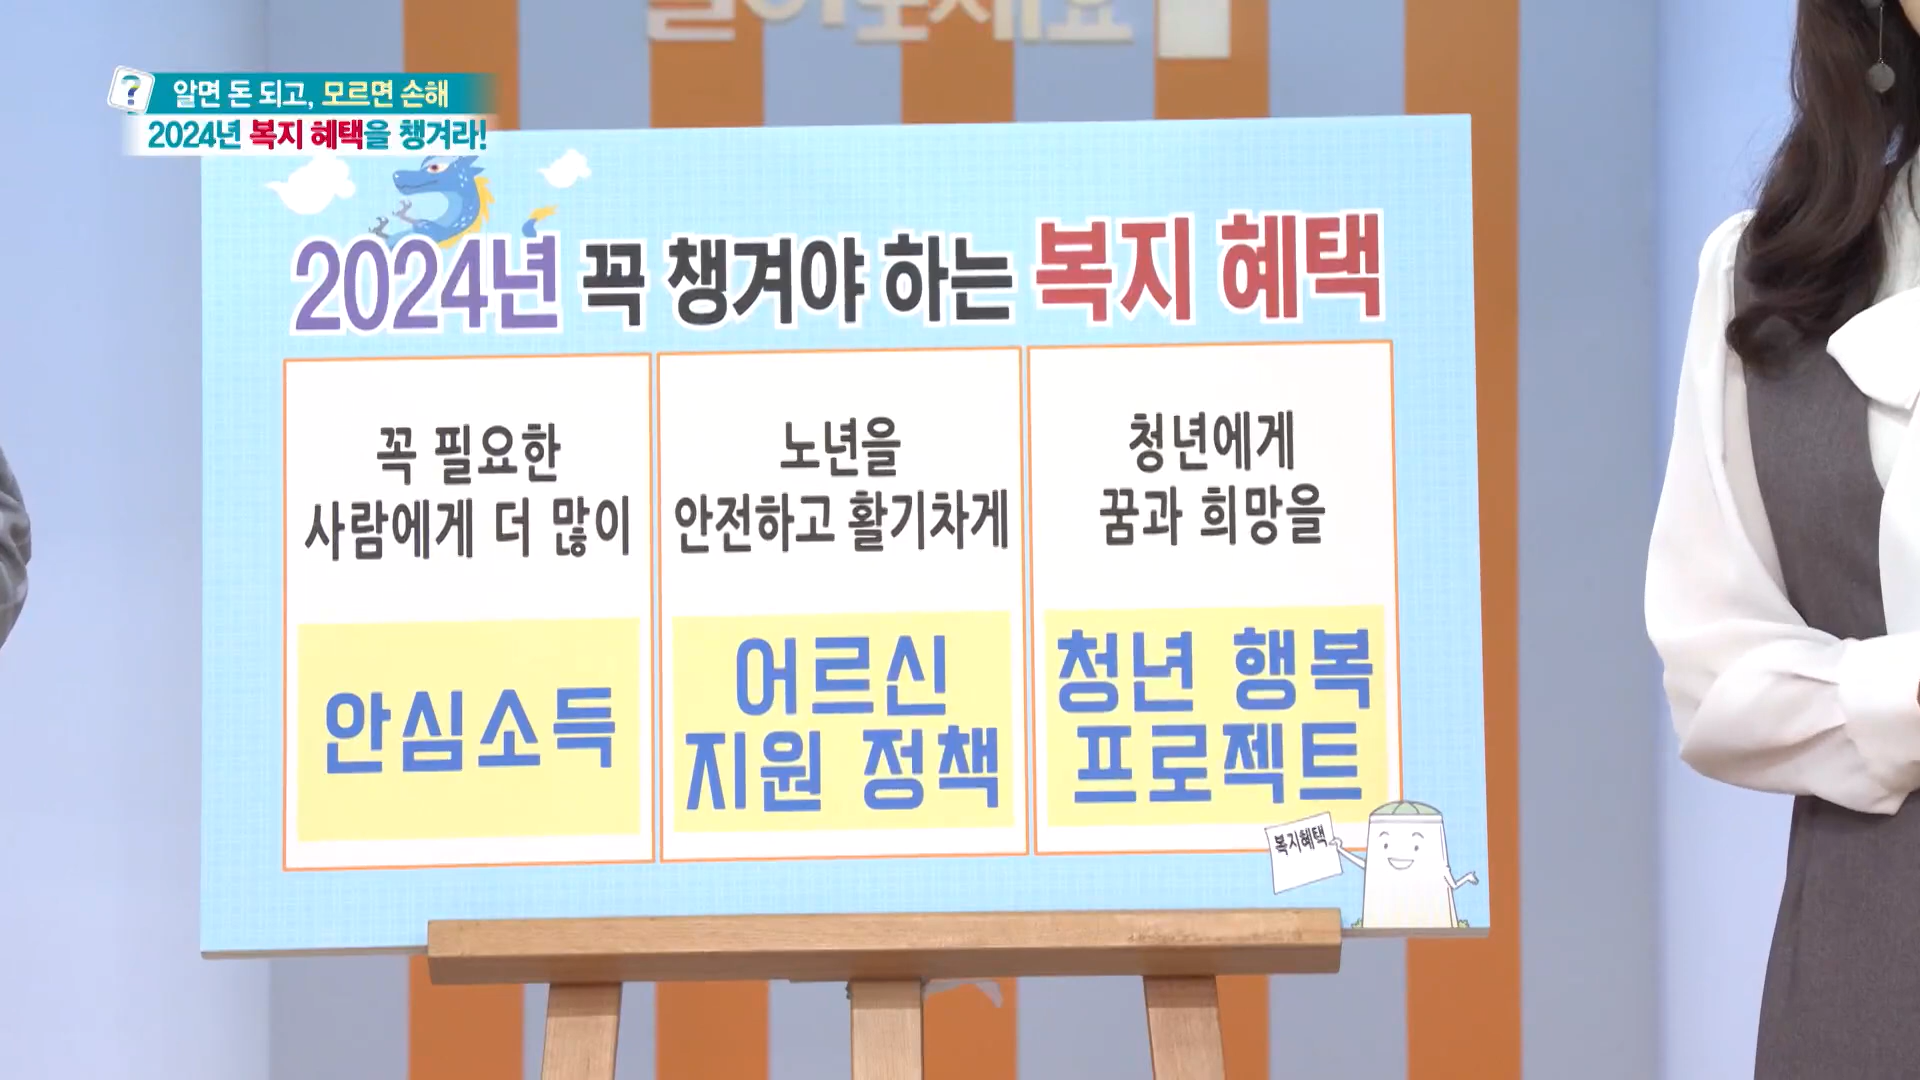 ?
알면 돈 되고, 모르면 손해
2024년 복지 혜택을 챙겨라!
2024년 꼭 챙겨야 하는 복지 혜택
꼭 필요한
사람에게 더 많이
안심소득
노년을
안전하고 활기차게
어르신
지원 정책
청년에게
꿈과 희망을
청년 행복
프로젝트
복지혜택